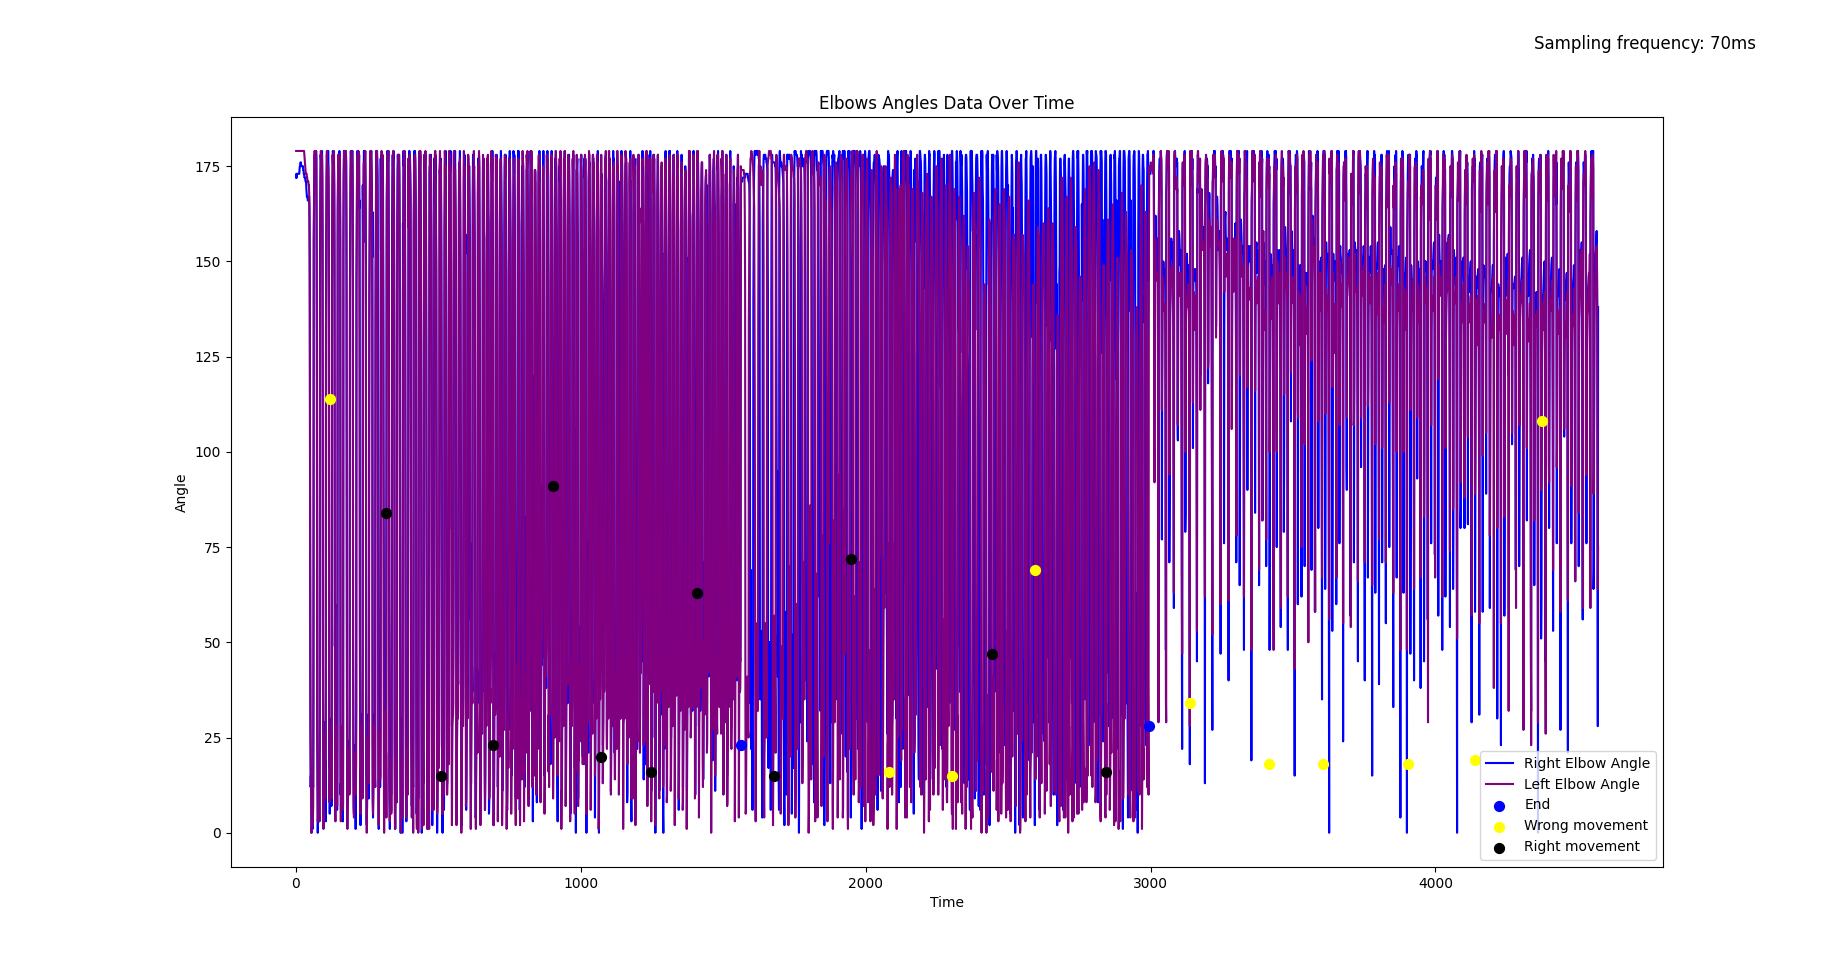 Sampling frequency: 70ms
Elbows Angles Data Over Time
Angle
175
150
125
100
75
50
25
0
0 1000 2000 3000 4000
Time
Right Elbow Angle
Left Elbow Angle
End
Wrong movement
Right movement